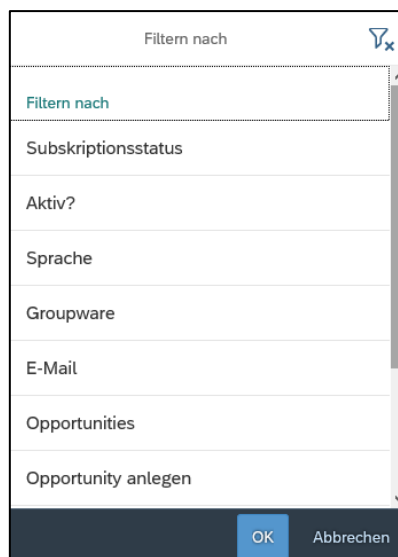 Filtern nach
Filtern nach
Subskriptionsstatus
Aktiv?
Sprache
Groupware
E-Mail
Opportunities
Opportunity anlegen
OK Abbrechen